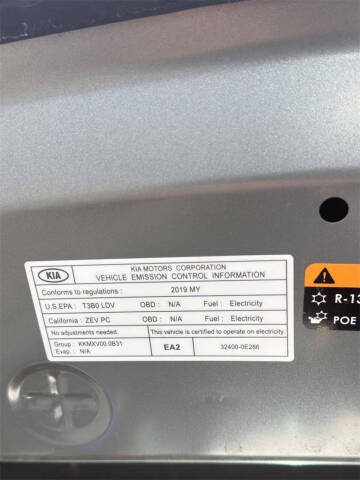 KIA
KIA MOTORS CORPORATION
VEHICLE EMISSION CONTROL INFORMATION
Conforms to regulations : 2019 MY
U.S.EPA : T3B0 LDV OBD : N/A Fuel : Electricity
California : ZEV PC OBD : N/A Fuel : Electricity
No adjustments needed. This vehicle is certified to operate on: electricity
Group : KKMXV00.0B31
Evap. : N/A
EA2 32400-0E286
R-13
POE